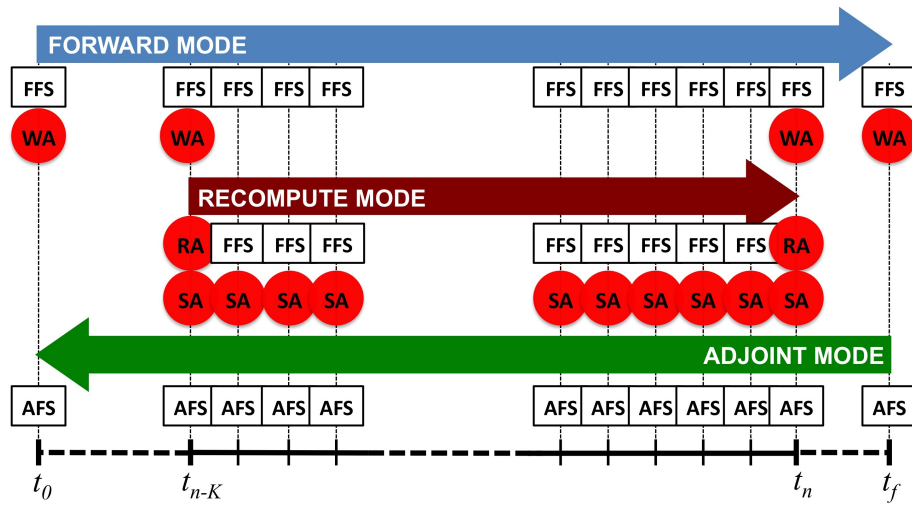 FORWARD MODE
FFS FFS FFS FFS FFS FFS FFS FFS FFS FFS FFS FFS
WA WA WA WA
RECOMPUTE MODE
RA FFS FFS FFS FFS FFS FFS FFS FFS RA
SA SA SA SA SA SA SA SA SA SA
ADJOINT MODE
AFS AFS AFS AFS AFS AFS AFS AFS AFS AFS AFS AFS
t0 tn-K tn tf